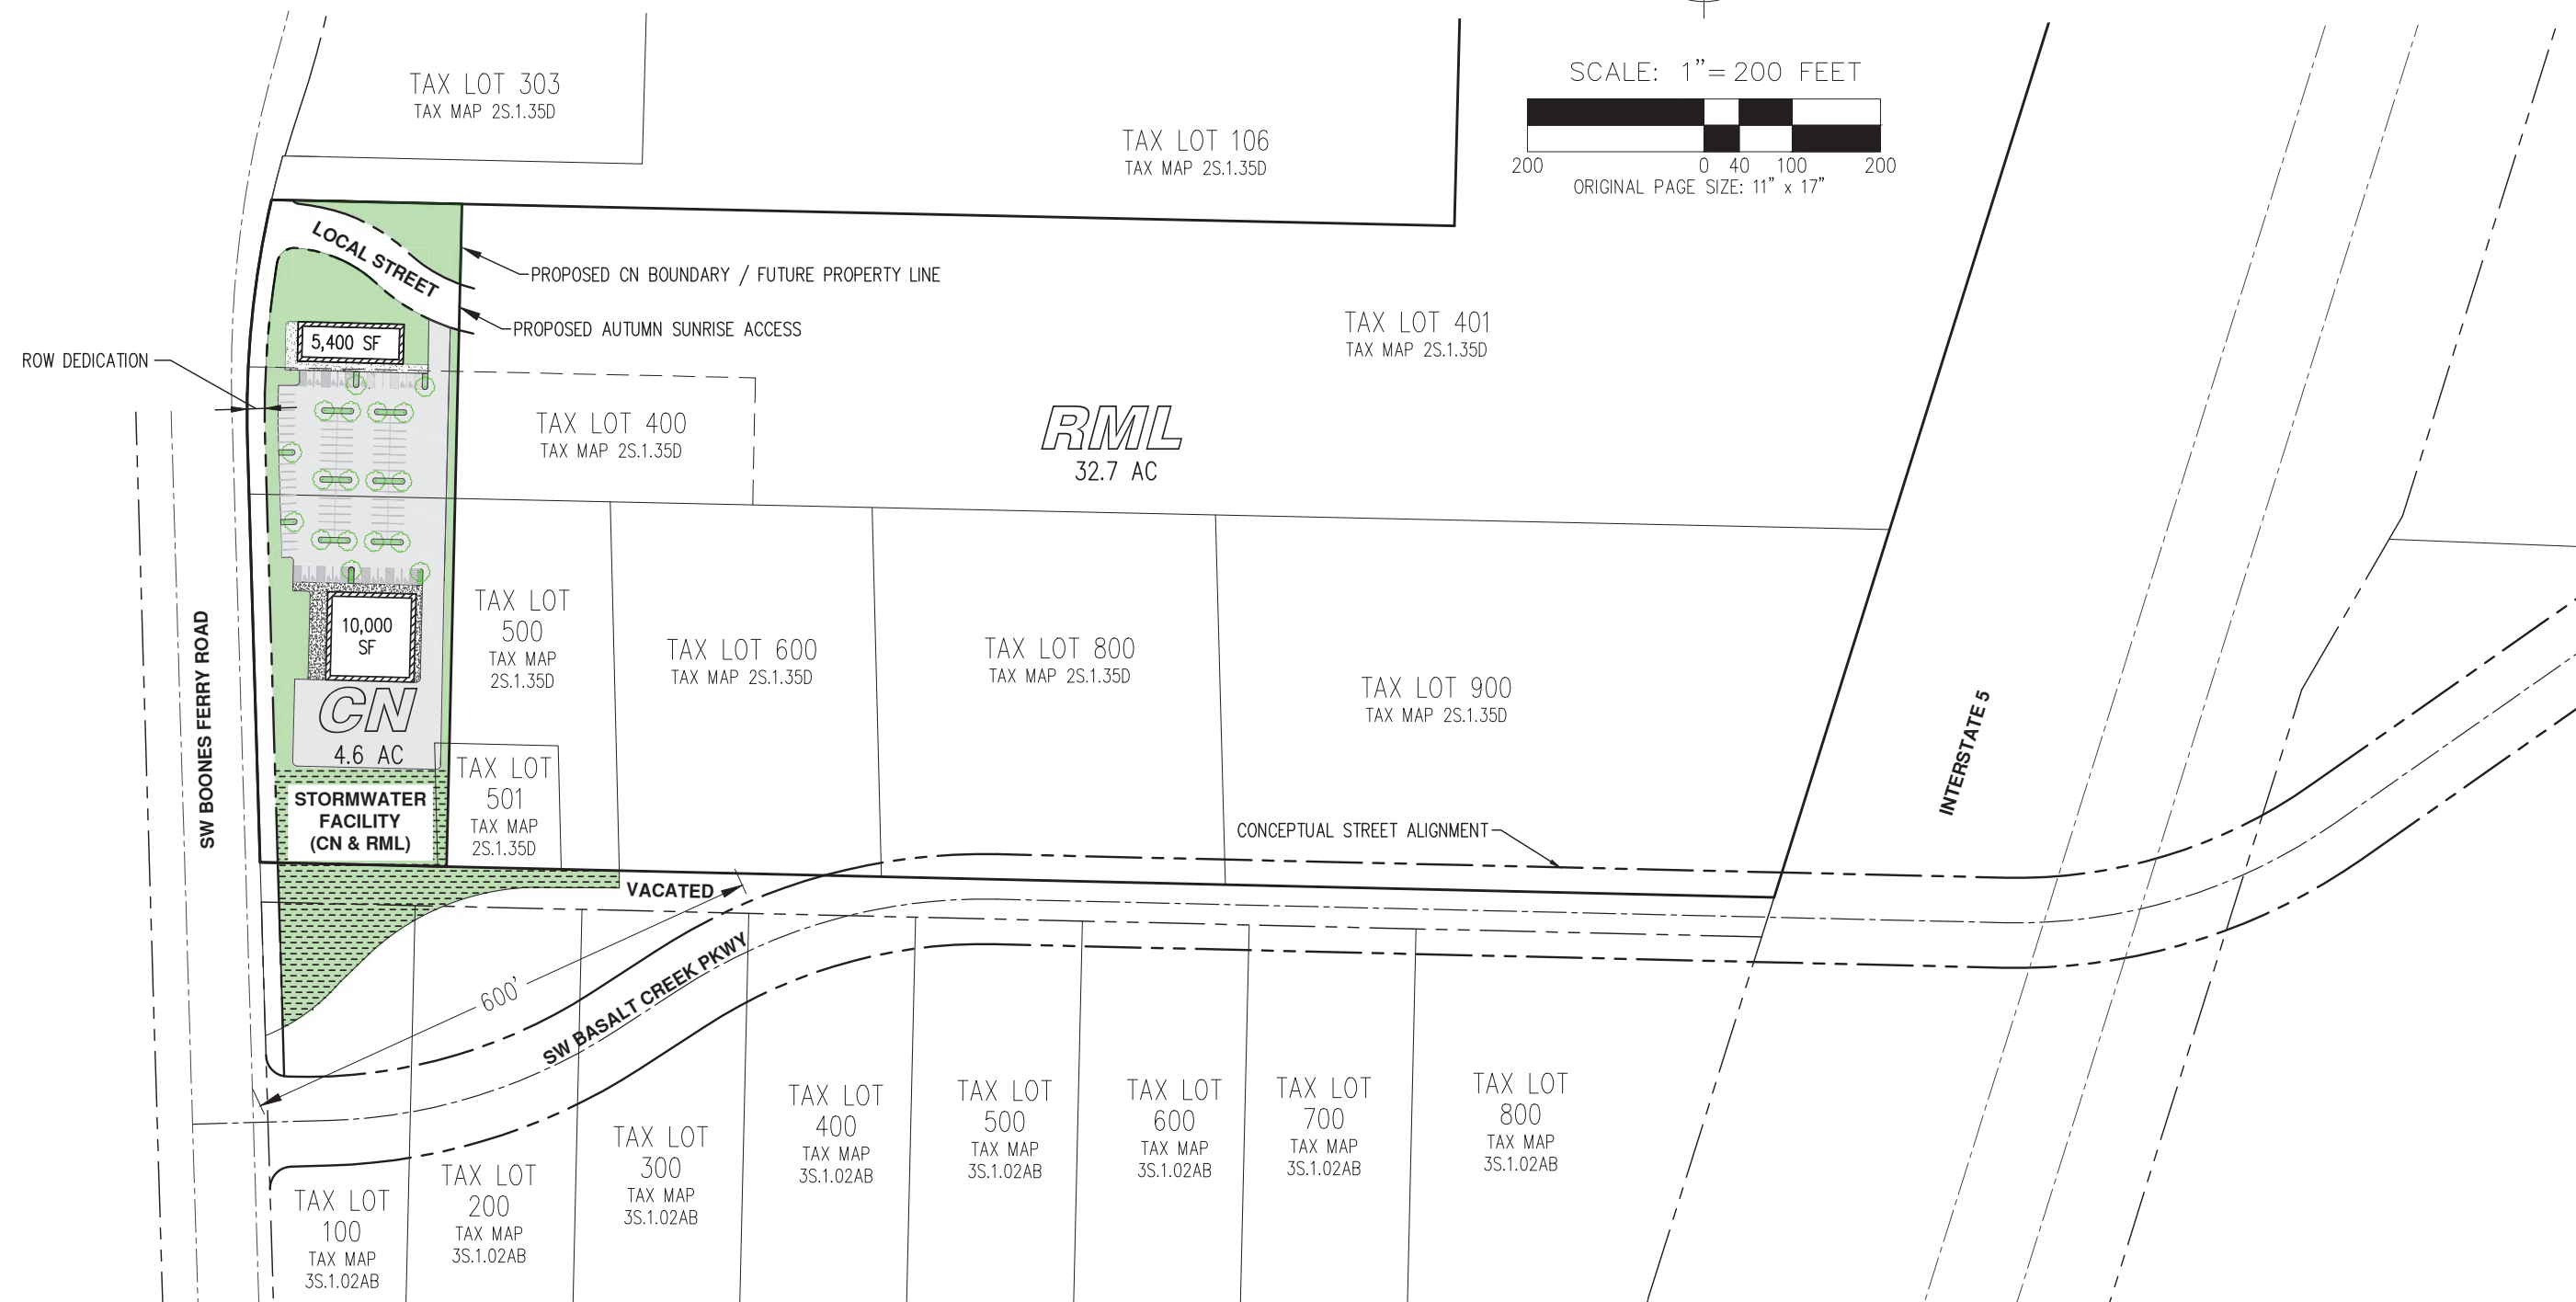 TAX LOT 303
TAX MAP 2S.1.35D
TAX LOT 106
TAX MAP 2S.1.35D
SCALE: 1”=200 FEET
200 0 40 100 200
ORIGINAL PAGE SIZE: 11” x 17”
LOCAL STREET
PROPOSED CN BOUNDARY / FUTURE PROPERTY LINE
PROPOSED AUTUMN SUNRISE ACCESS
TAX LOT 401
TAX MAP 2S.1.35D
5,400 SF
ROW DEDICATION
TAX LOT 400
TAX MAP 2S.1.35D
RML
32.7 AC
TAX LOT
500
TAX MAP
2S.1.35D
TAX LOT 600
TAX MAP 2S.1.35D
TAX LOT 800
TAX MAP 2S.1.35D
TAX LOT 900
TAX MAP 2S.1.35D
10,000
SF
CN
4.6 AC
SW BOONES FERRY ROAD
INTERSTATE 5
TAX LOT
501
TAX MAP
2S.1.35D
STORMWATER
FACILITY
(CN & RML)
CONCEPTUAL STREET ALIGNMENT
VACATED
600'
SW BASALT CREEK PKWY
TAX LOT
100
TAX MAP
3S.1.02AB
TAX LOT
200
TAX MAP
3S.1.02AB
TAX LOT
300
TAX MAP
3S.1.02AB
TAX LOT
400
TAX MAP
3S.1.02AB
TAX LOT
500
TAX MAP
3S.1.02AB
TAX LOT
600
TAX MAP
3S.1.02AB
TAX LOT
700
TAX MAP
3S.1.02AB
TAX LOT
800
TAX MAP
3S.1.02AB